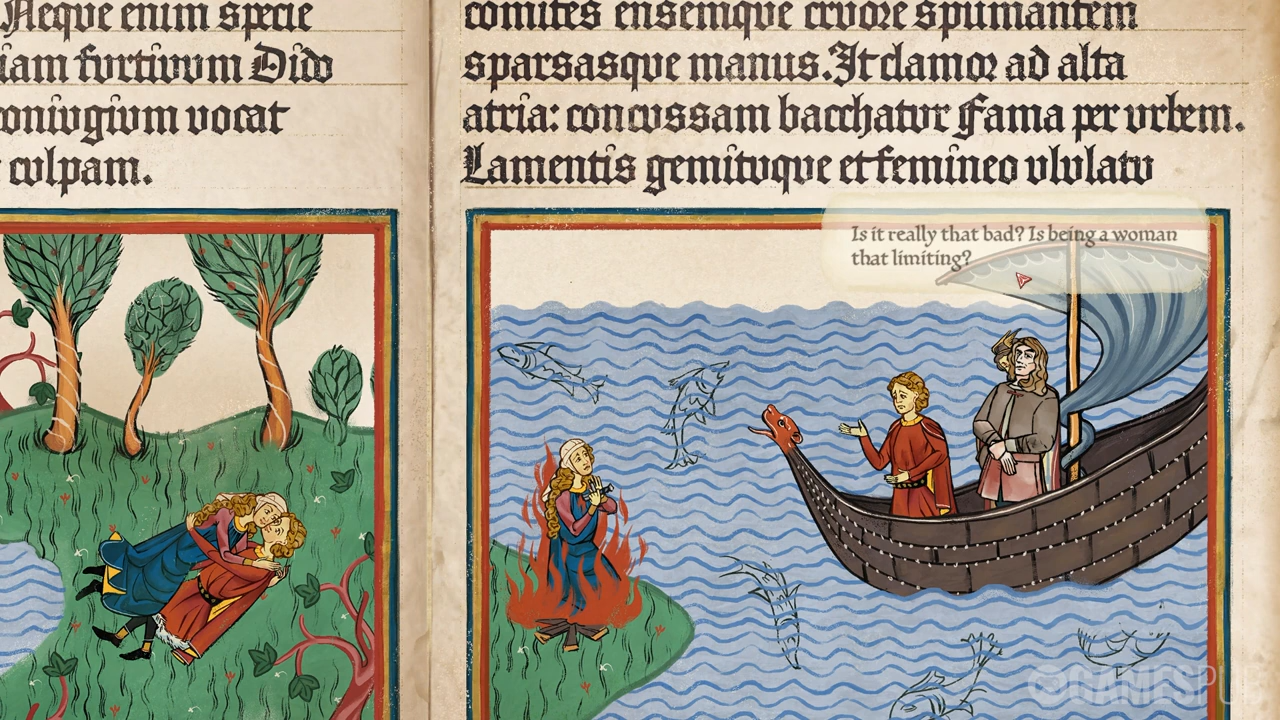 Neque enim specie
iam furtivum Dido
coniugium vocat
culpam.
comites ensemque cruore spumantem
sparsasque manus. It clamor ad alta
atria: concussam bacchatur Fama per urbem.
Lamentis gemituque et femineo ululatu
Is it really that bad? Is being a woman
that limiting?
GAMESPUB